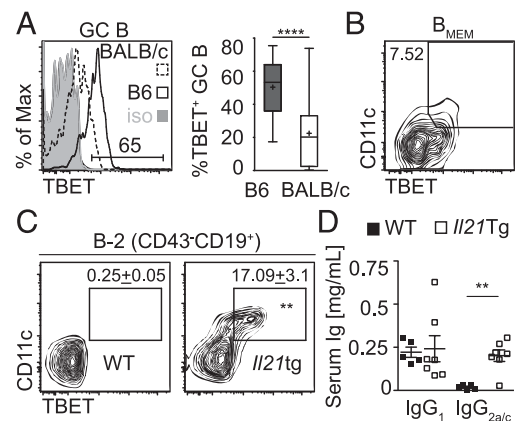 A
GC B
BALB/c
B6
iso
65
% of Max
TBET
****
%TBET+ GC B
80
60
40
20
0
B6 BALB/c
B
BMEM
7.52
CD11c
TBET
C
B-2 (CD43-CD19+)
0.25±0.05
17.09±3.1
**
WT
Il21tg
CD11c
TBET
D
WT Il21Tg
Serum Ig [mg/mL]
0.75
0.50
0.25
0
**
IgG1 IgG2a/c